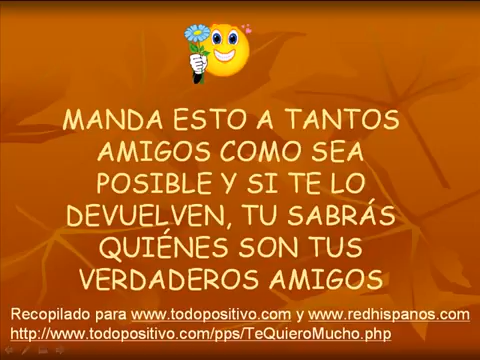 MANDA ESTO A TANTOS
AMIGOS COMO SEA
POSIBLE Y SI TE LO
DEVUELVEN, TU SABRÁS
QUIÉNES SON TUS
VERDADEROS AMIGOS
Recopilado para www.todopositivo.com y www.redhispanos.com
http://www.todopositivo.com/pps/TeQuieroMucho.php